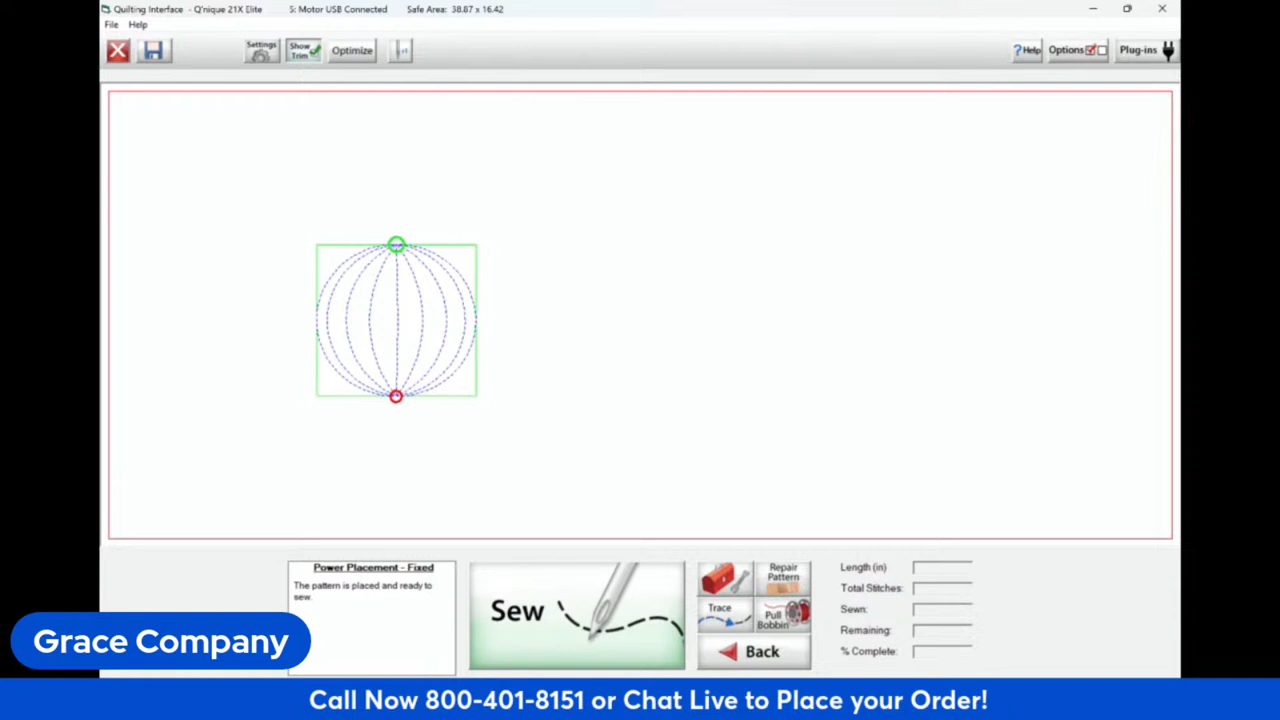 Quilting Interface - Q'nique 21X Elite
5: Motor USB Connected
Safe Area: 38.87 x 16.42
File Help
Settings
Show Trim
Optimize
?Help
Options
Plug-ins
Power Placement - Fixed
The pattern is placed and ready to
sew.
Sew
Repair
Pattern
Trace
Pull
Bobbin
Back
Length (in)
Total Stitches:
Sewn:
Remaining:
% Complete:
Grace Company
Call Now 800-401-8151 or Chat Live to Place your Order!